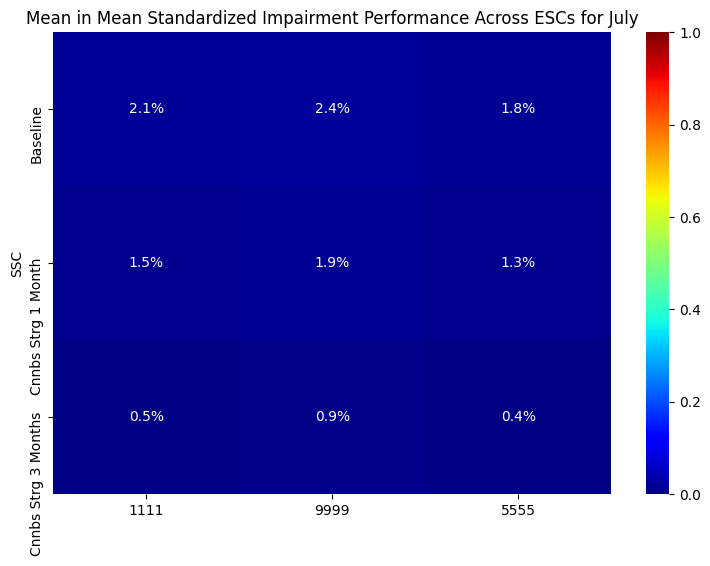 Mean in Mean Standardized Impairment Performance Across ESCs for July
SSC
Baseline
2.1% 2.4% 1.8%
Cnnbs Strg 1 Month
1.5% 1.9% 1.3%
Cnnbs Strg 3 Months
0.5% 0.9% 0.4%
1111 9999 5555
1.0
0.8
0.6
0.4
0.2
0.0